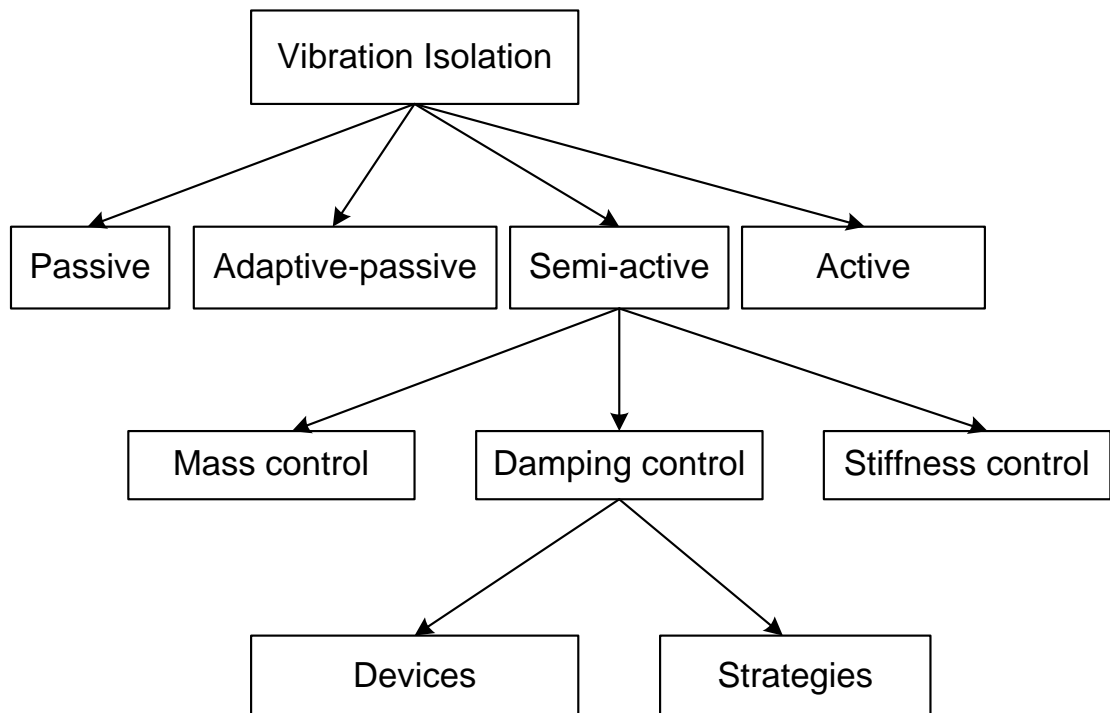 Vibration Isolation
Passive
Adaptive-passive
Semi-active
Active
Mass control
Damping control
Stiffness control
Devices
Strategies